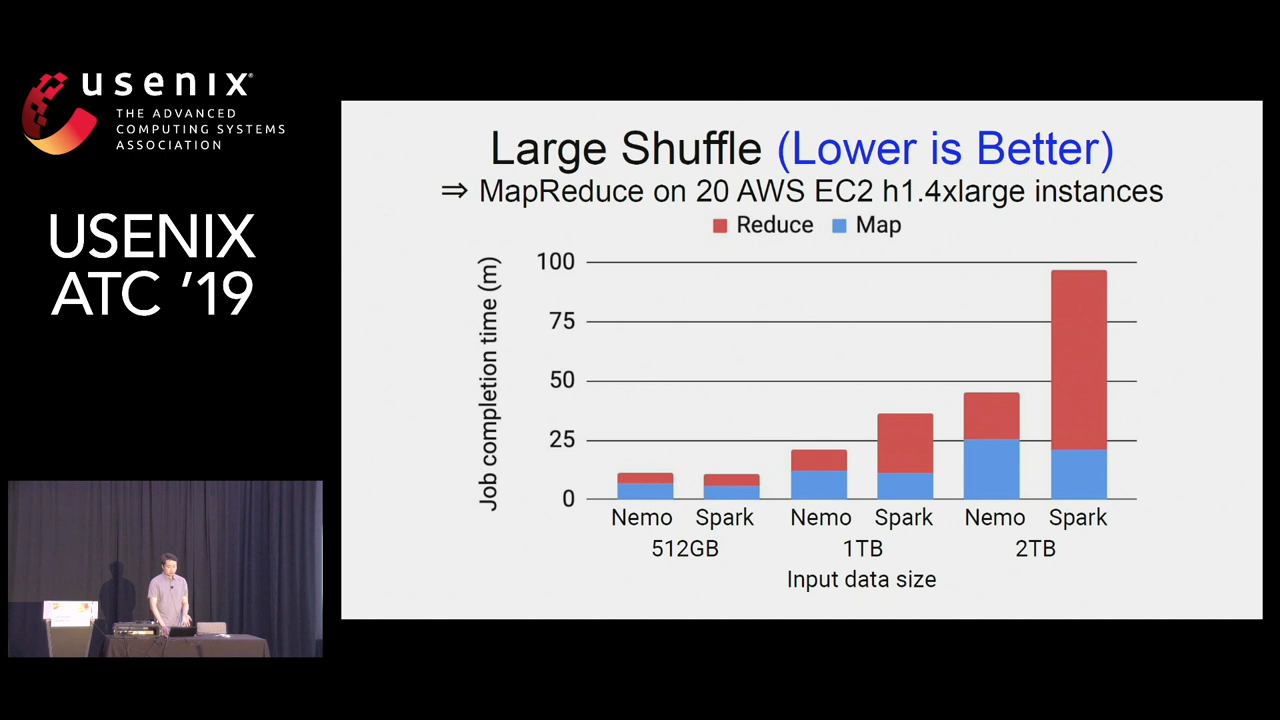 usenix
THE ADVANCED
COMPUTING SYSTEMS
ASSOCIATION
USENIX
ATC ’19
Large Shuffle (Lower is Better)
⇒ MapReduce on 20 AWS EC2 h1.4xlarge instances
Reduce Map
Job completion time (m)
100
75
50
25
0
Nemo Spark Nemo Spark Nemo Spark
512GB 1TB 2TB
Input data size